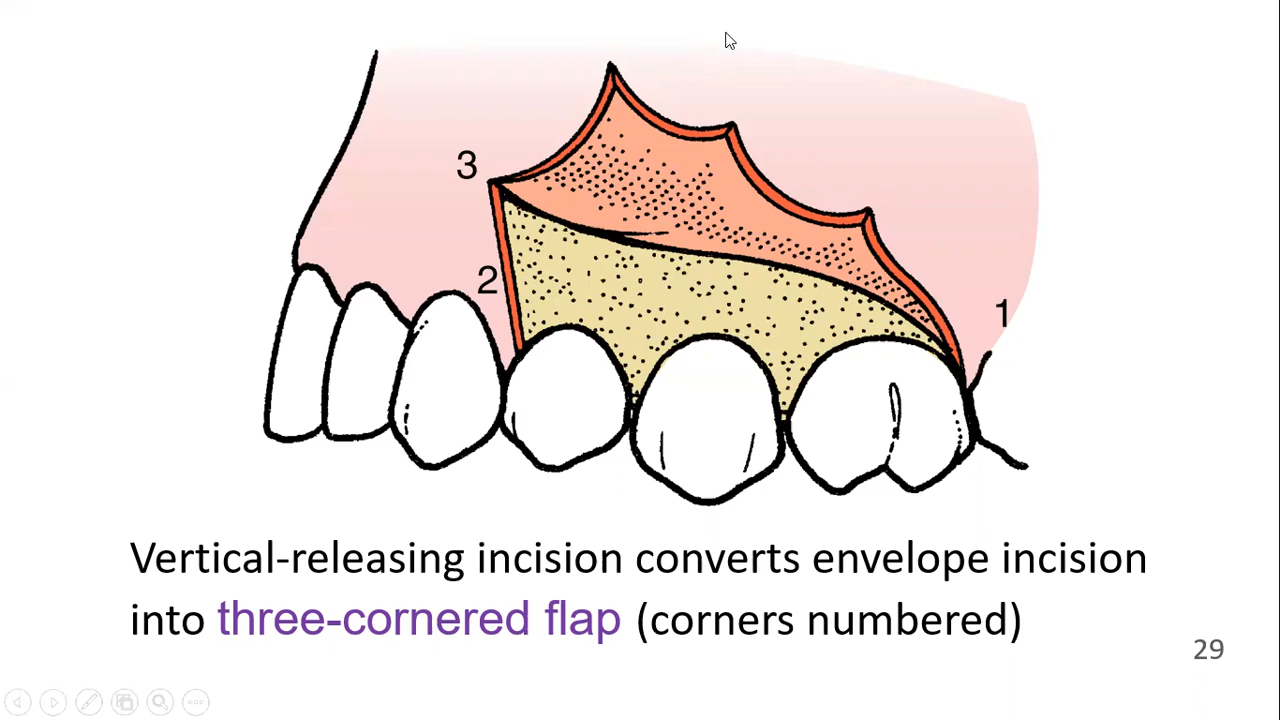 3
2
1
Vertical-releasing incision converts envelope incision
into three-cornered flap (corners numbered)
29